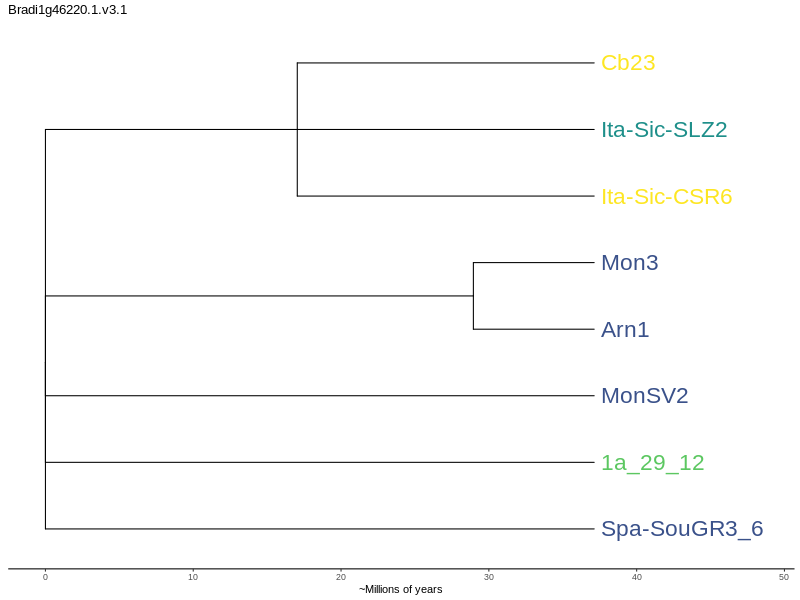 Bradi1g46220.1.v3.1
Cb23
Ita-Sic-SLZ2
Ita-Sic-CSR6
Mon3
Arn1
MonSV2
1a_29_12
Spa-SouGR3_6
0 10 20 30 40 50
~Millions of years